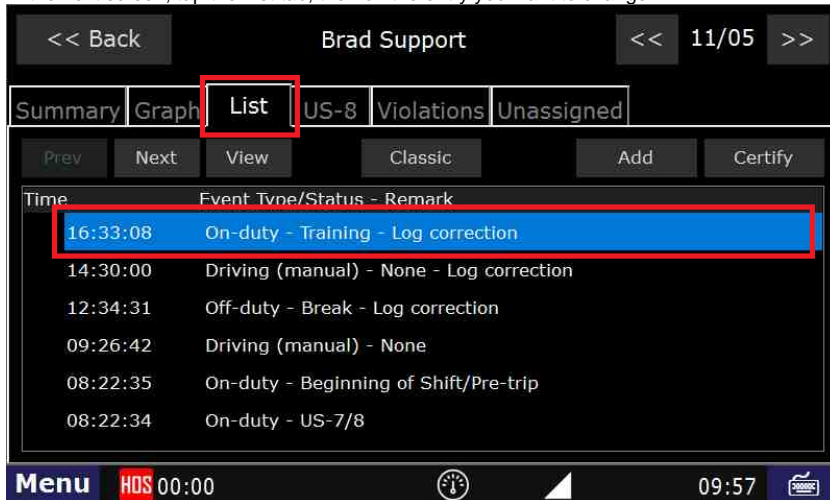 << Back Brad Support << 11/05 >>
Summary Graph List US-8 Violations Unassigned
Prev Next View Classic Add Certify
Time Event Type/Status - Remark
16:33:08 On-duty - Training - Log correction
14:30:00 Driving (manual) - None - Log correction
12:34:31 Off-duty - Break - Log correction
09:26:42 Driving (manual) - None
08:22:35 On-duty - Beginning of Shift/Pre-trip
08:22:34 On-duty - US-7/8
Menu HOS 00:00 09:57